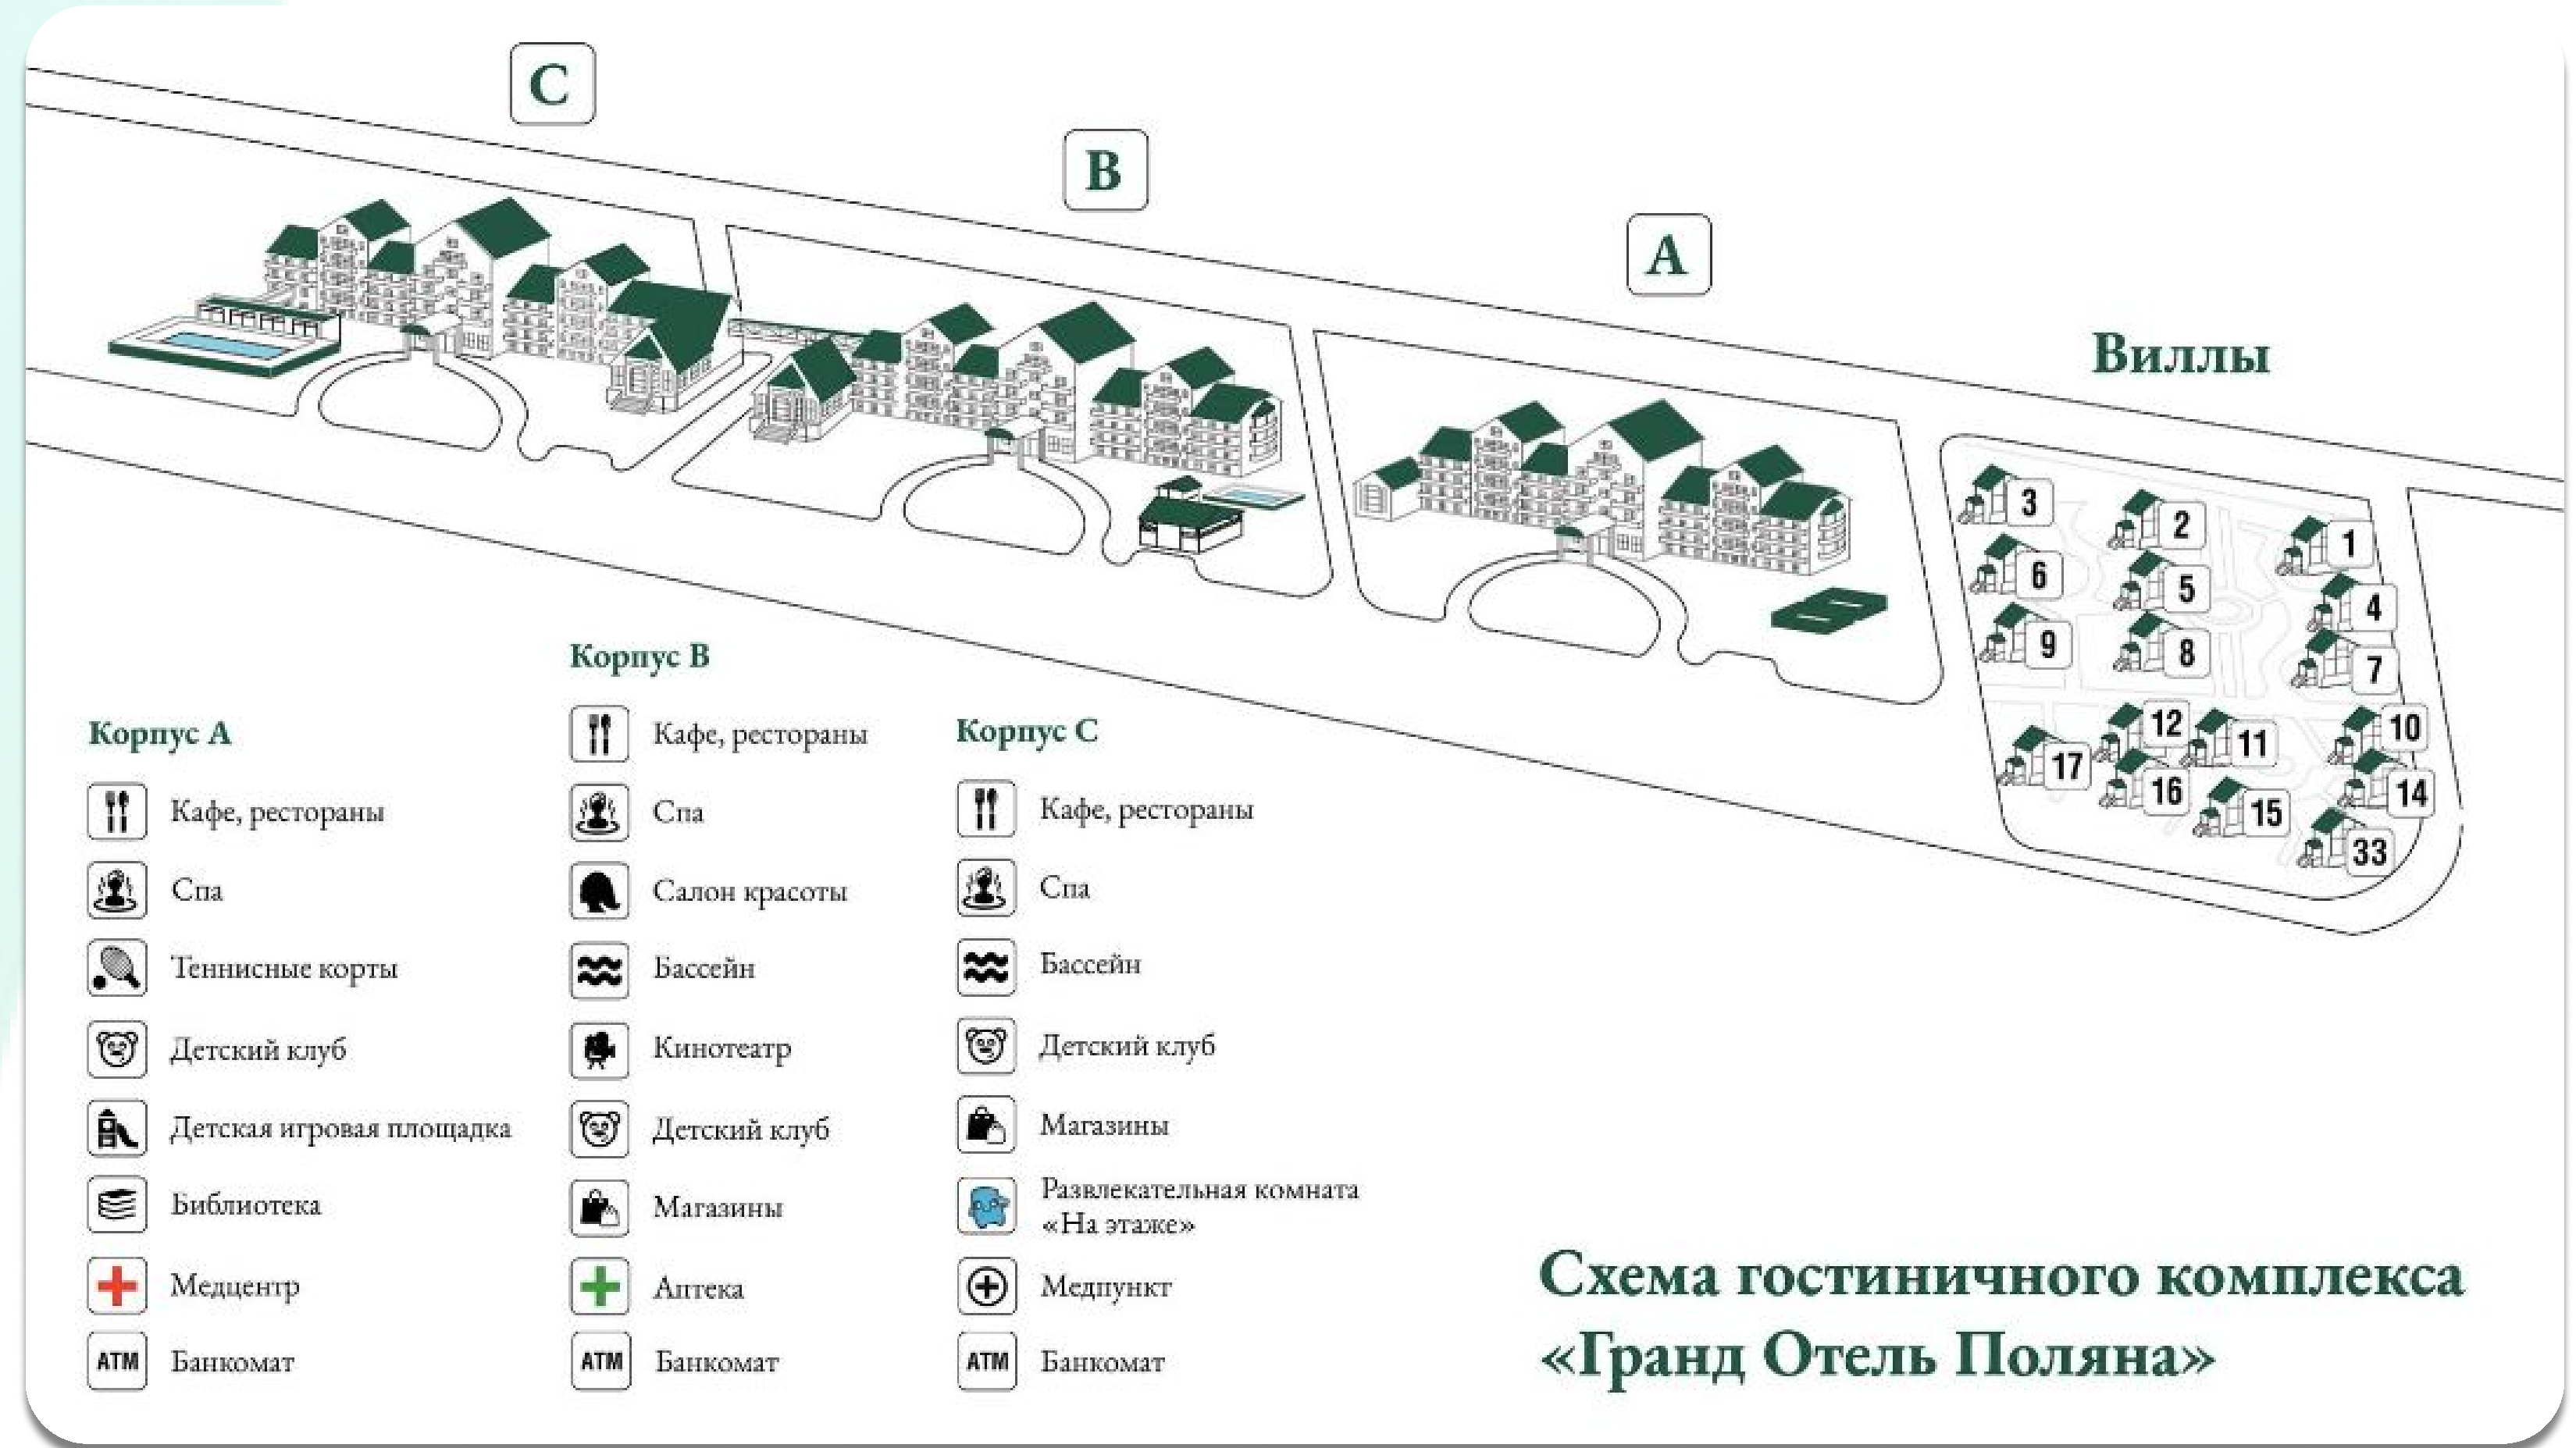 C
B
A
Виллы
3
2
1
6
5
4
9
8
7
12
11
10
17
16
15
14
33
Корпус A
Кафе, рестораны
Спа
Теннисные корты
Детский клуб
Детская игровая площадка
Библиотека
Медцентр
ATM Банкомат
Корпус B
Кафе, рестораны
Спа
Салон красоты
Бассейн
Кинотеатр
Детский клуб
Магазины
Аптека
ATM Банкомат
Корпус C
Кафе, рестораны
Спа
Бассейн
Детский клуб
Магазины
Развлекательная комната
«На этаже»
Медпункт
ATM Банкомат
Схема гостиничного комплекса
«Гранд Отель Поляна»